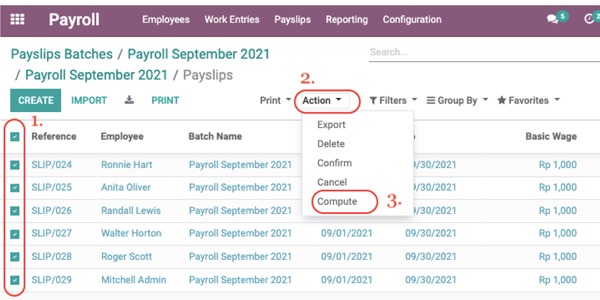 Payroll Employees Work Entries Payslips Reporting Configuration 5 2
Payslips Batches / Payroll September 2021
/ Payroll September 2021 / Payslips
Search...
2.
CREATE IMPORT PRINT Print Action Filters Group By Favorites
1.
Reference Employee Batch Name Basic Wage
Export
Delete
Confirm
Cancel
Compute
3.
SLIP/024 Ronnie Hart Payroll September 2021 09/30/2021 Rp 1,000
SLIP/025 Anita Oliver Payroll September 2021 09/30/2021 Rp 1,000
SLIP/026 Randall Lewis Payroll September 2021 09/30/2021 Rp 1,000
SLIP/027 Walter Horton Payroll September 2021 09/01/2021 09/30/2021 Rp 1,000
SLIP/028 Roger Scott Payroll September 2021 09/01/2021 09/30/2021 Rp 1,000
SLIP/029 Mitchell Admin Payroll September 2021 09/01/2021 09/30/2021 Rp 1,000